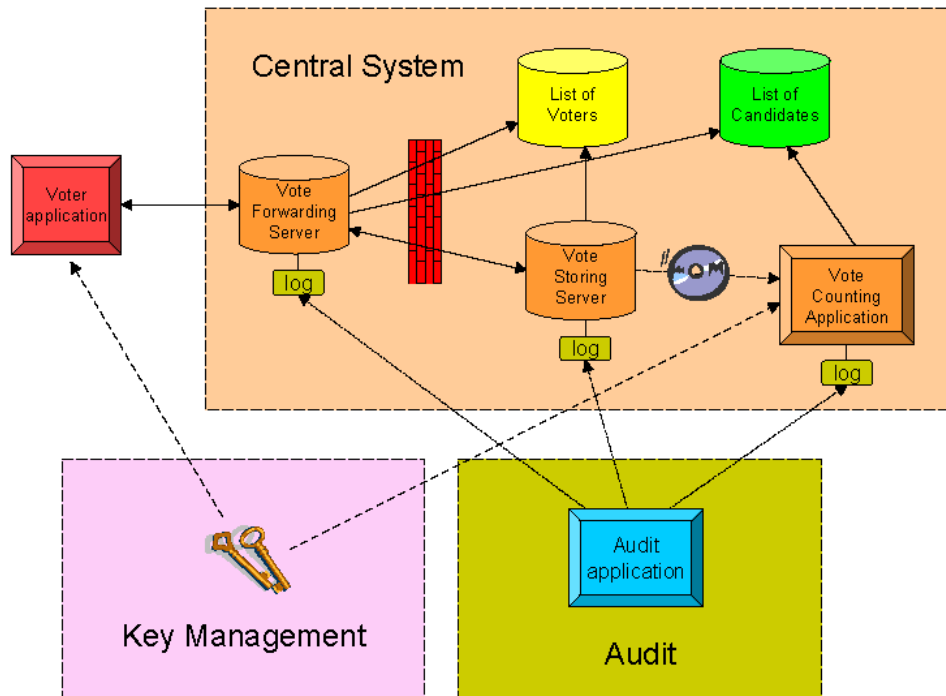 Central System
List of
Voters
List of
Candidates
Voter
application
Vote
Forwarding
Server
log
Vote
Storing
Server
log
Vote
Counting
Application
log
Key Management
Audit
application
Audit